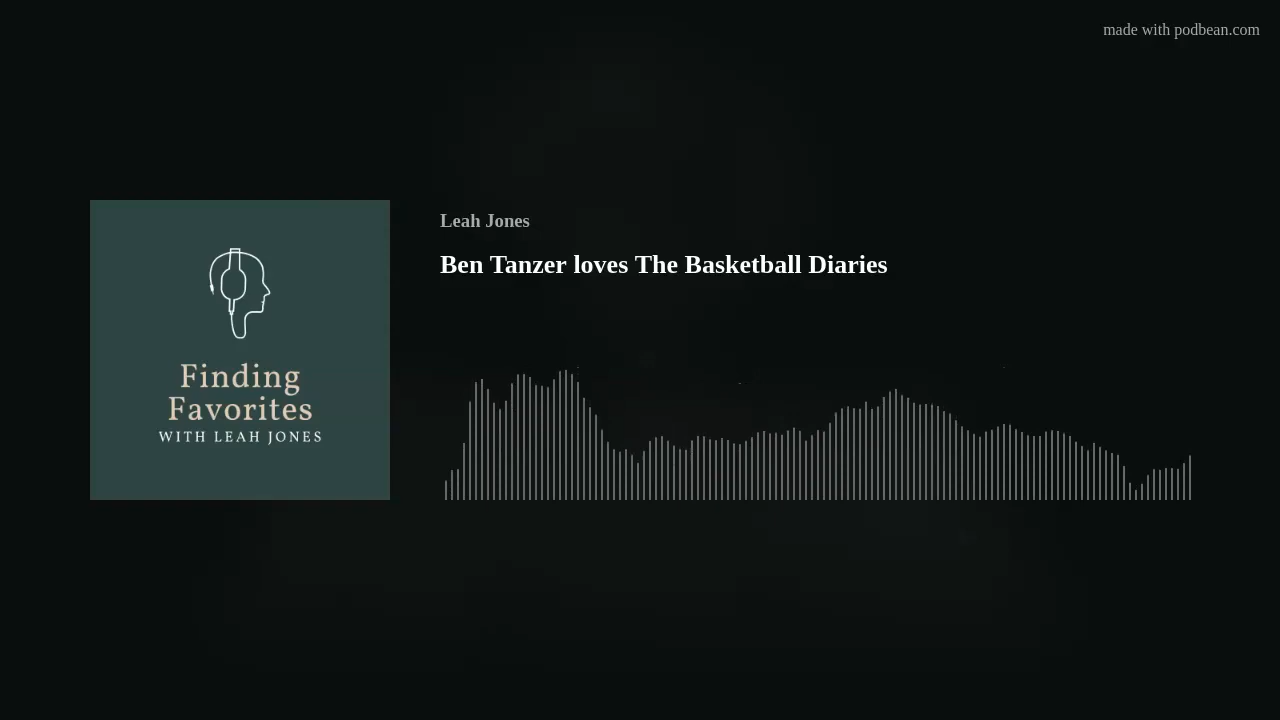 made with podbean.com
Leah Jones
Ben Tanzer loves The Basketball Diaries
Finding
Favorites
WITH LEAH JONES